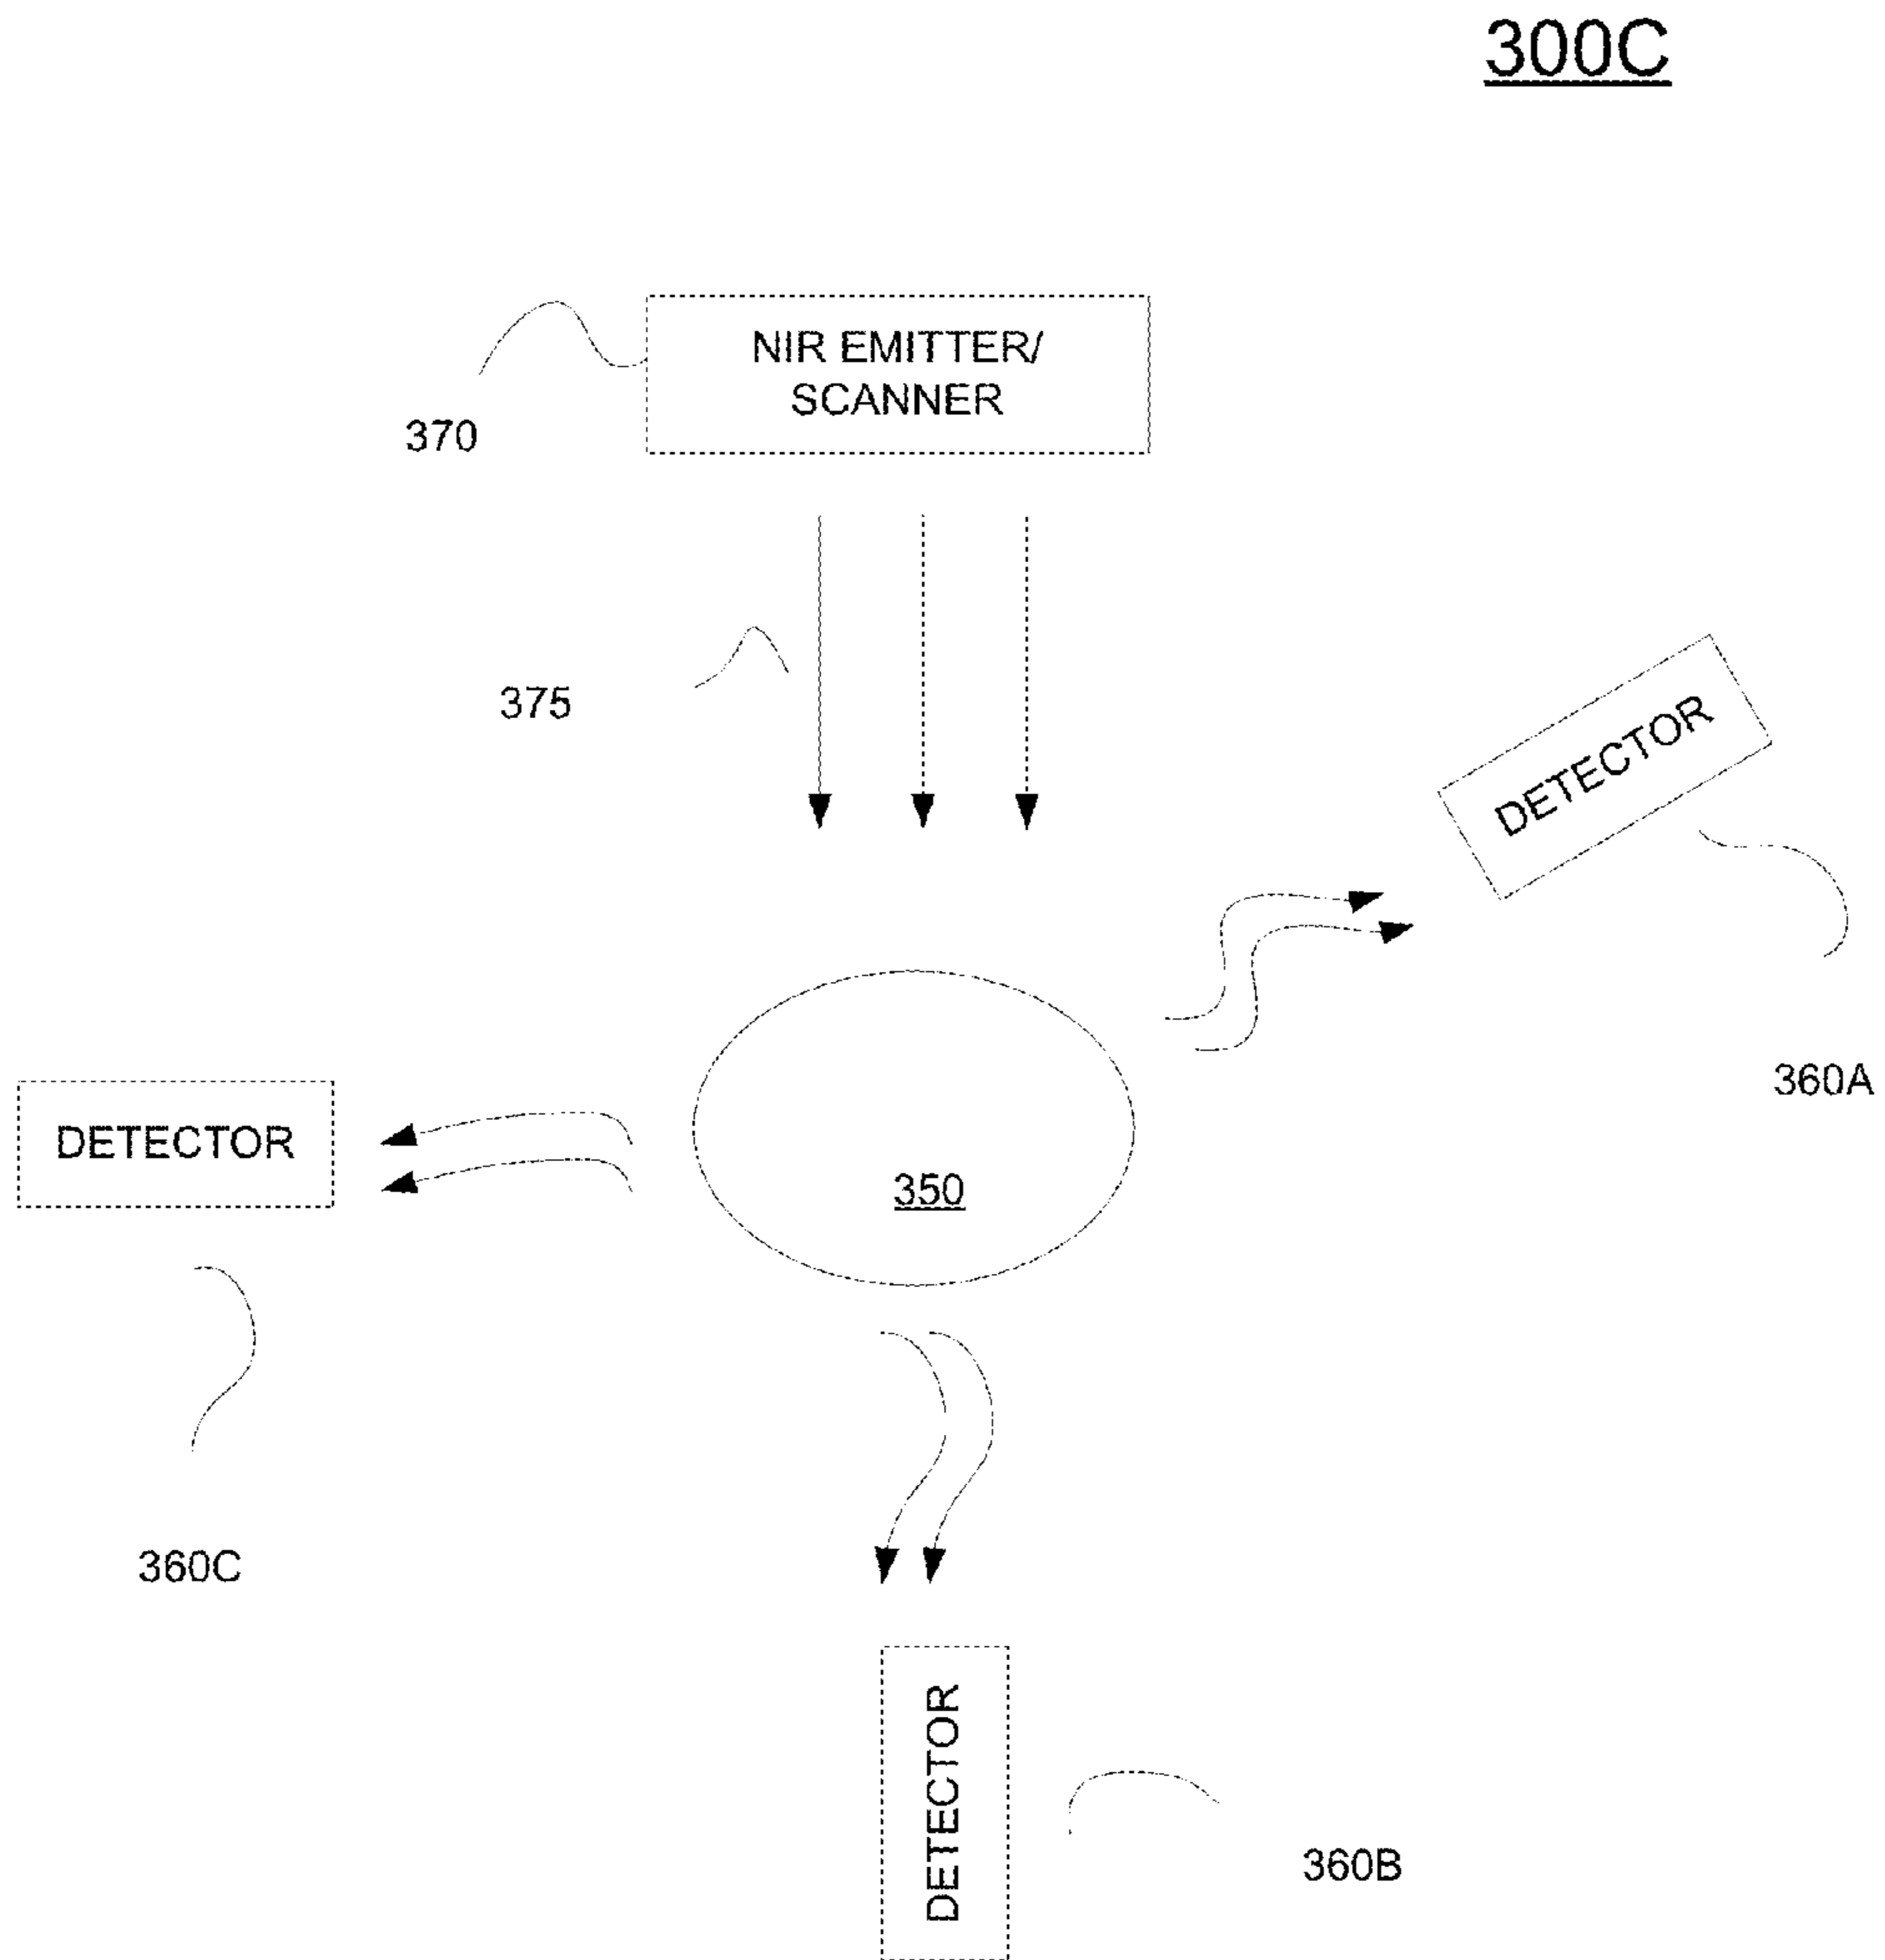 300C
NIR EMITTER/
SCANNER
370
375
DETECTOR
360A
DETECTOR
350
360C
DETECTOR
360B